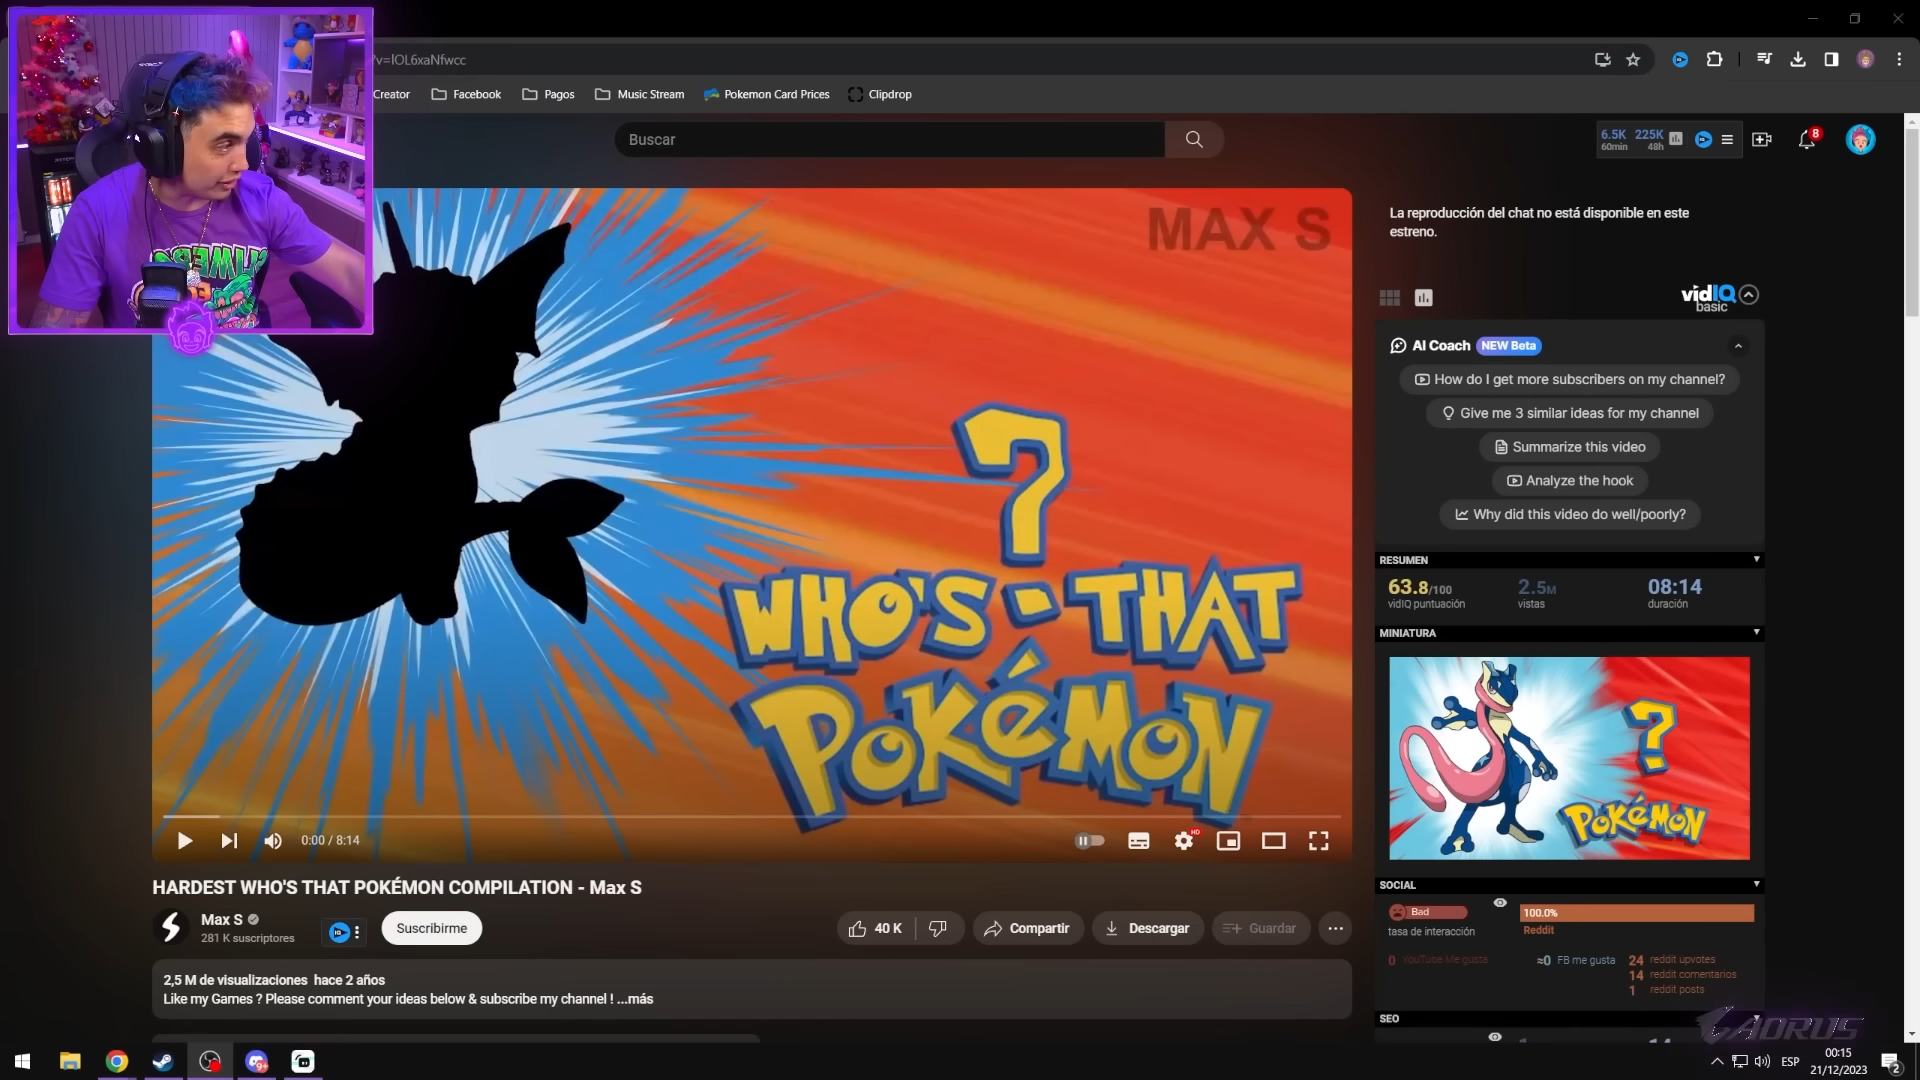 ?v=lOL6xaNfwcc
Creator
Facebook
Pagos
Music Stream
Pokemon Card Prices
Clipdrop
Buscar
6.5K 225K
60min 48h
8
MAX S
?
WHO'S THAT
POKéMON
0:00 / 8:14
HD
HARDEST WHO'S THAT POKÉMON COMPILATION - Max S
Max S
281 K suscriptores
IQ
Suscribirme
40 K
Compartir
Descargar
Guardar
2,5 M de visualizaciones hace 2 años
Like my Games ? Please comment your ideas below & subscribe my channel ! ...más
La reproducción del chat no está disponible en este
estreno.
vidIQ
basic
AI Coach NEW Beta
How do I get more subscribers on my channel?
Give me 3 similar ideas for my channel
Summarize this video
Analyze the hook
Why did this video do well/poorly?
RESUMEN
63.8/100 2.5M 08:14
vidIQ puntuación vistas duración
MINIATURA
?
POKéMON
SOCIAL
Bad 100.0%
tasa de interacción Reddit
0 YouTube Me gusta ≈0 FB me gusta 24 reddit upvotes
14 reddit comentarios
1 reddit posts
SEO
AORUS
9+
ESP
00:15
21/12/2023
2